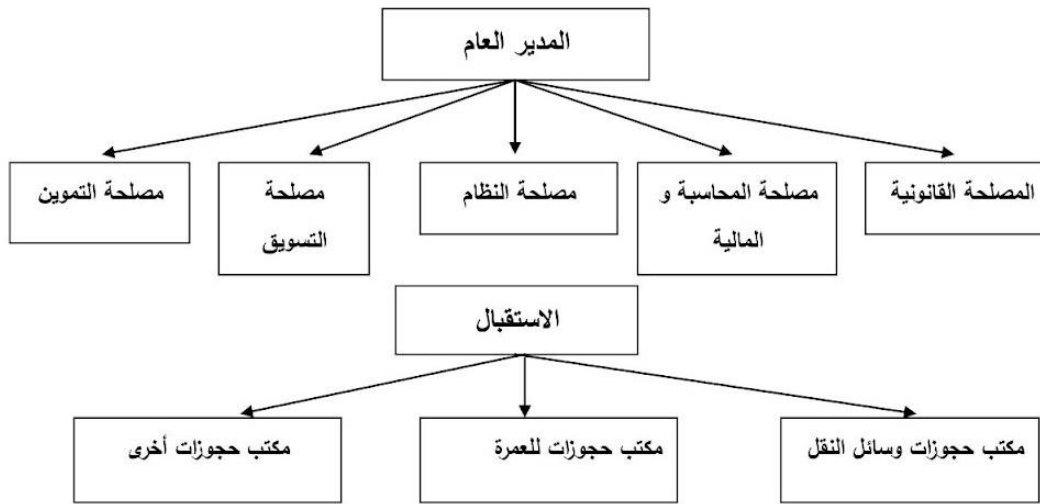 المدير العام
المصلحة القانونية
مصلحة المحاسبة و
المالية
مصلحة النظام
مصلحة
التسويق
مصلحة التموين
الاستقبال
مكتب حجوزات وسائل النقل
مكتب حجوزات للعمرة
مكتب حجوزات أخرى